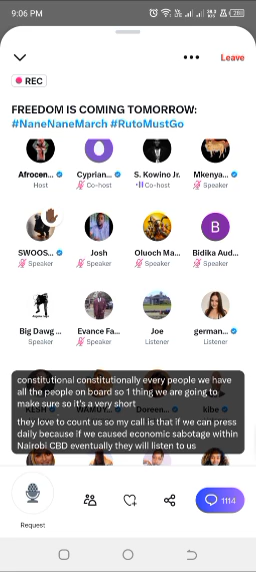 9:06 PM
Leave
REC
FREEDOM IS COMING TOMORROW:
#NaneNaneMarch #RutoMustGo
Afrocen...
Cyprian...
S. Kowino Jr.
Mkenya...
Host
Co-host
Co-host
Speaker
SWOOS...
Josh
Oluoch Ma...
B
Bidika Aud...
Speaker
Speaker
Speaker
Speaker
Big Dawg ...
Evance Fa...
Joe
german...
Speaker
Speaker
Listener
Listener
constitutional constitutionally every people we have
all the people on board so 1 thing we are going to
make sure so it's a very short
they love to count us so my call is that if we can press
daily because if we caused economic sabotage within
Nairobi CBD eventually they will listen to us
1114
Request